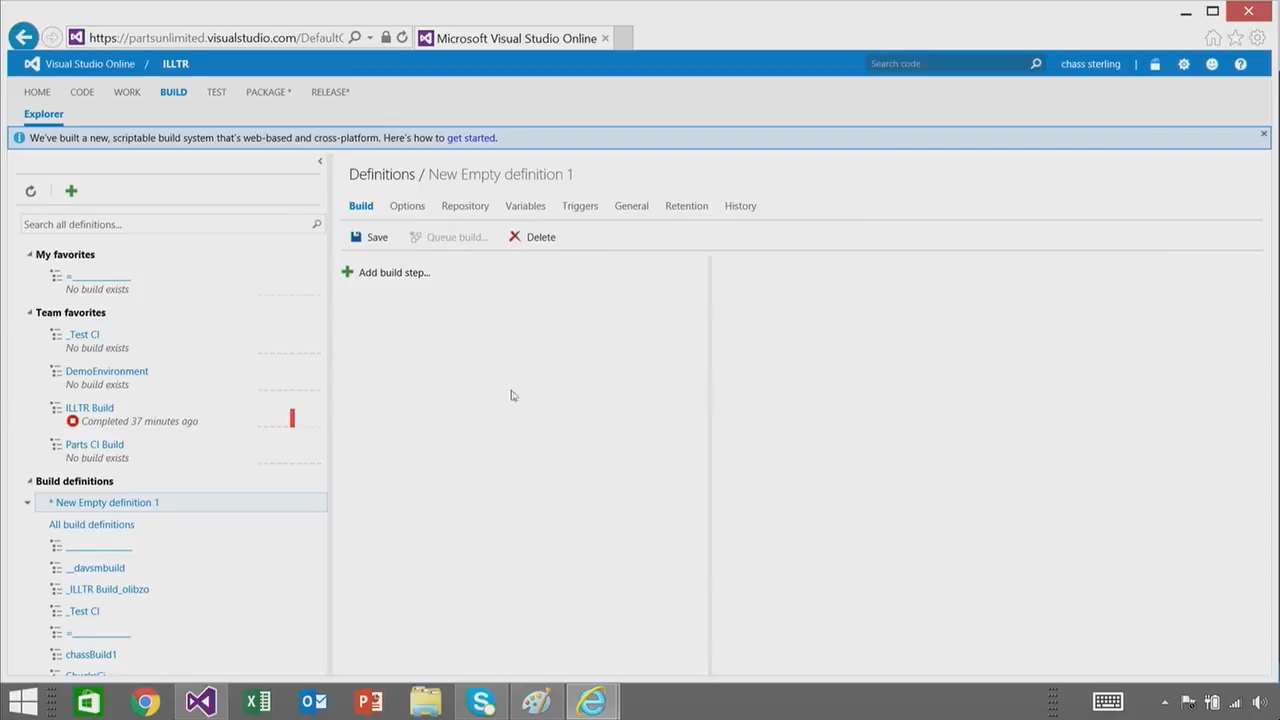 https://partsunlimited.visualstudio.com/DefaultC
Microsoft Visual Studio Online
Visual Studio Online / ILLTR
Search code
chass sterling
HOME CODE WORK BUILD TEST PACKAGE* RELEASE*
Explorer
We've built a new, scriptable build system that's web-based and cross-platform. Here's how to get started.
Definitions / New Empty definition 1
Build Options Repository Variables Triggers General Retention History
Save Queue build... Delete
Add build step...
Search all definitions...
My favorites
=___________
No build exists
Team favorites
_Test CI
No build exists
DemoEnvironment
No build exists
ILLTR Build
Completed 37 minutes ago
Parts CI Build
No build exists
Build definitions
* New Empty definition 1
All build definitions
____________
__davsmbuild
_ILLTR Build_olibzo
_Test CI
=___________
chassBuild1